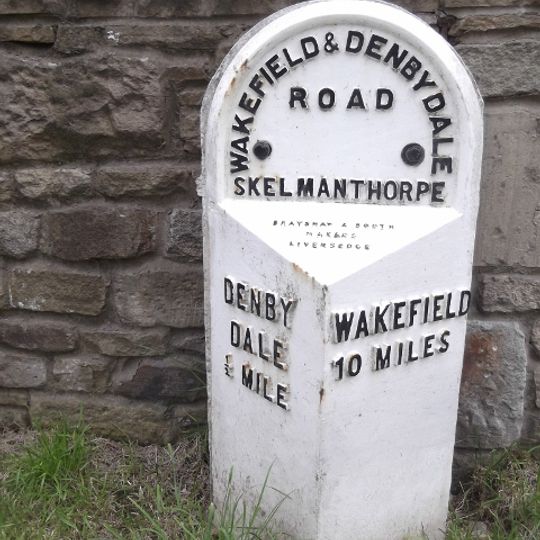 WAKEFIELD & DENBY DALE
ROAD
SKELMANTHORPE
BRAYSHAW & BOOTH
MAKERS
LIVERSEDGE
DENBY
DALE
MILE
WAKEFIELD
10 MILES